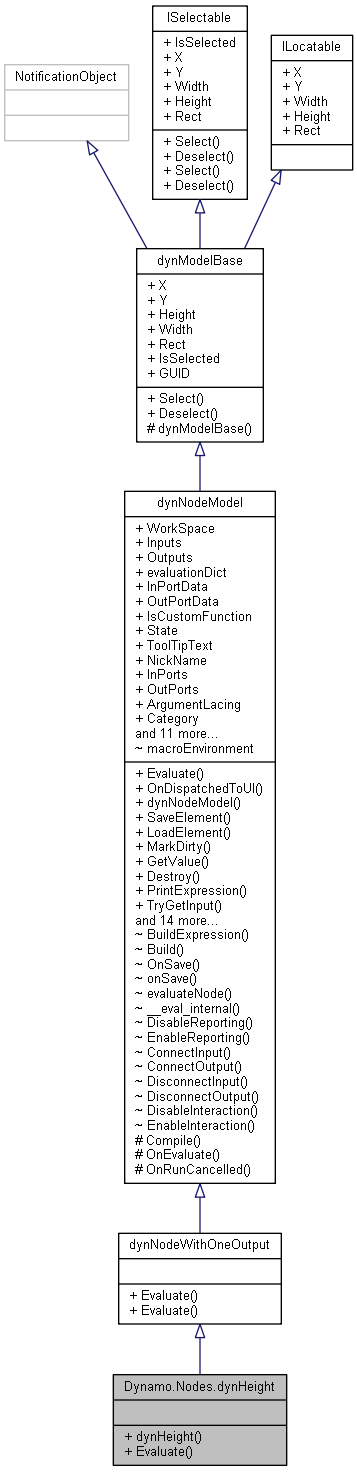 ISelectable
+ IsSelected
+ X
+ Y
+ Width
+ Height
+ Rect
+ Select()
+ Deselect()
+ Select()
+ Deselect()
ILocatable
+ X
+ Y
+ Width
+ Height
+ Rect
NotificationObject
dynModelBase
+ X
+ Y
+ Height
+ Width
+ Rect
+ IsSelected
+ GUID
+ Select()
+ Deselect()
# dynModelBase()
dynNodeModel
+ WorkSpace
+ Inputs
+ Outputs
+ evaluationDict
+ InPortData
+ OutPortData
+ IsCustomFunction
+ State
+ ToolTipText
+ NickName
+ InPorts
+ OutPorts
+ ArgumentLacing
+ Category
and 11 more...
~ macroEnvironment
+ Evaluate()
+ OnDispatchedToUI()
+ dynNodeModel()
+ SaveElement()
+ LoadElement()
+ MarkDirty()
+ GetValue()
+ Destroy()
+ PrintExpression()
+ TryGetInput()
and 14 more...
~ BuildExpression()
~ Build()
~ OnSave()
~ onSave()
~ evaluateNode()
~ __eval_internal()
~ DisableReporting()
~ EnableReporting()
~ ConnectInput()
~ ConnectOutput()
~ DisconnectInput()
~ DisconnectOutput()
~ DisableInteraction()
~ EnableInteraction()
# Compile()
# OnEvaluate()
# OnRunCancelled()
dynNodeWithOneOutput
+ Evaluate()
+ Evaluate()
Dynamo.Nodes.dynHeight
+ dynHeight()
+ Evaluate()